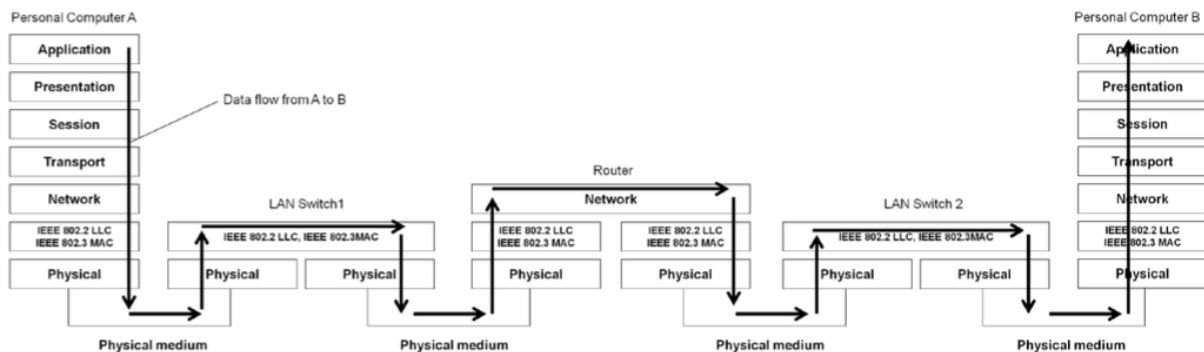 Personal Computer A
Personal Computer B
Application
Application
Presentation
Presentation
Data flow from A to B
Session
Session
Transport
Transport
Router
Network
Network
Network
LAN Switch1
LAN Switch 2
IEEE 802.2 LLC
IEEE 802.3 MAC
IEEE 802.2 LLC, IEEE 802.3MAC
IEEE 802.2 LLC
IEEE 802.3 MAC
IEEE 802.2 LLC
IEEE 802.3 MAC
IEEE 802.2 LLC, IEEE 802.3MAC
IEEE 802.2 LLC
IEEE 802.3 MAC
Physical
Physical
Physical
Physical
Physical
Physical
Physical
Physical
Physical medium
Physical medium
Physical medium
Physical medium